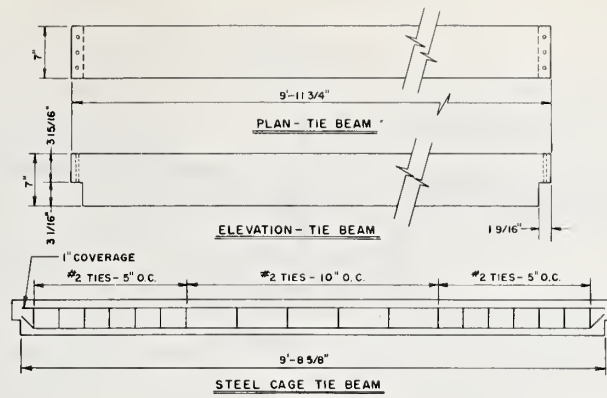 7"
9'-11 3/4"
PLAN - TIE BEAM
3 15/16"
7"
3 1/16"
ELEVATION - TIE BEAM
1 9/16"
1" COVERAGE
#2 TIES - 5" O.C.
#2 TIES - 10" O.C.
#2 TIES - 5" O.C.
9'-8 5/8"
STEEL CAGE TIE BEAM